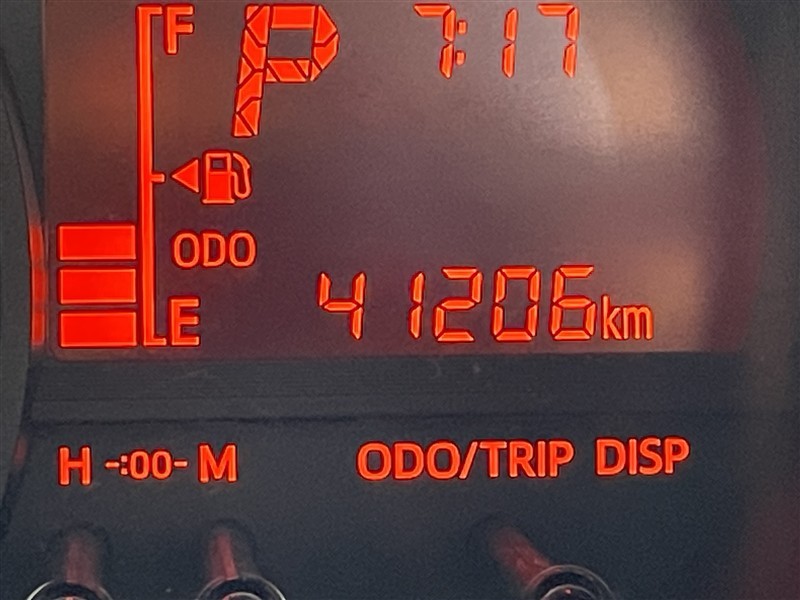 F P 7:17
ODO
E 41206km
H -:00- M ODO/TRIP DISP